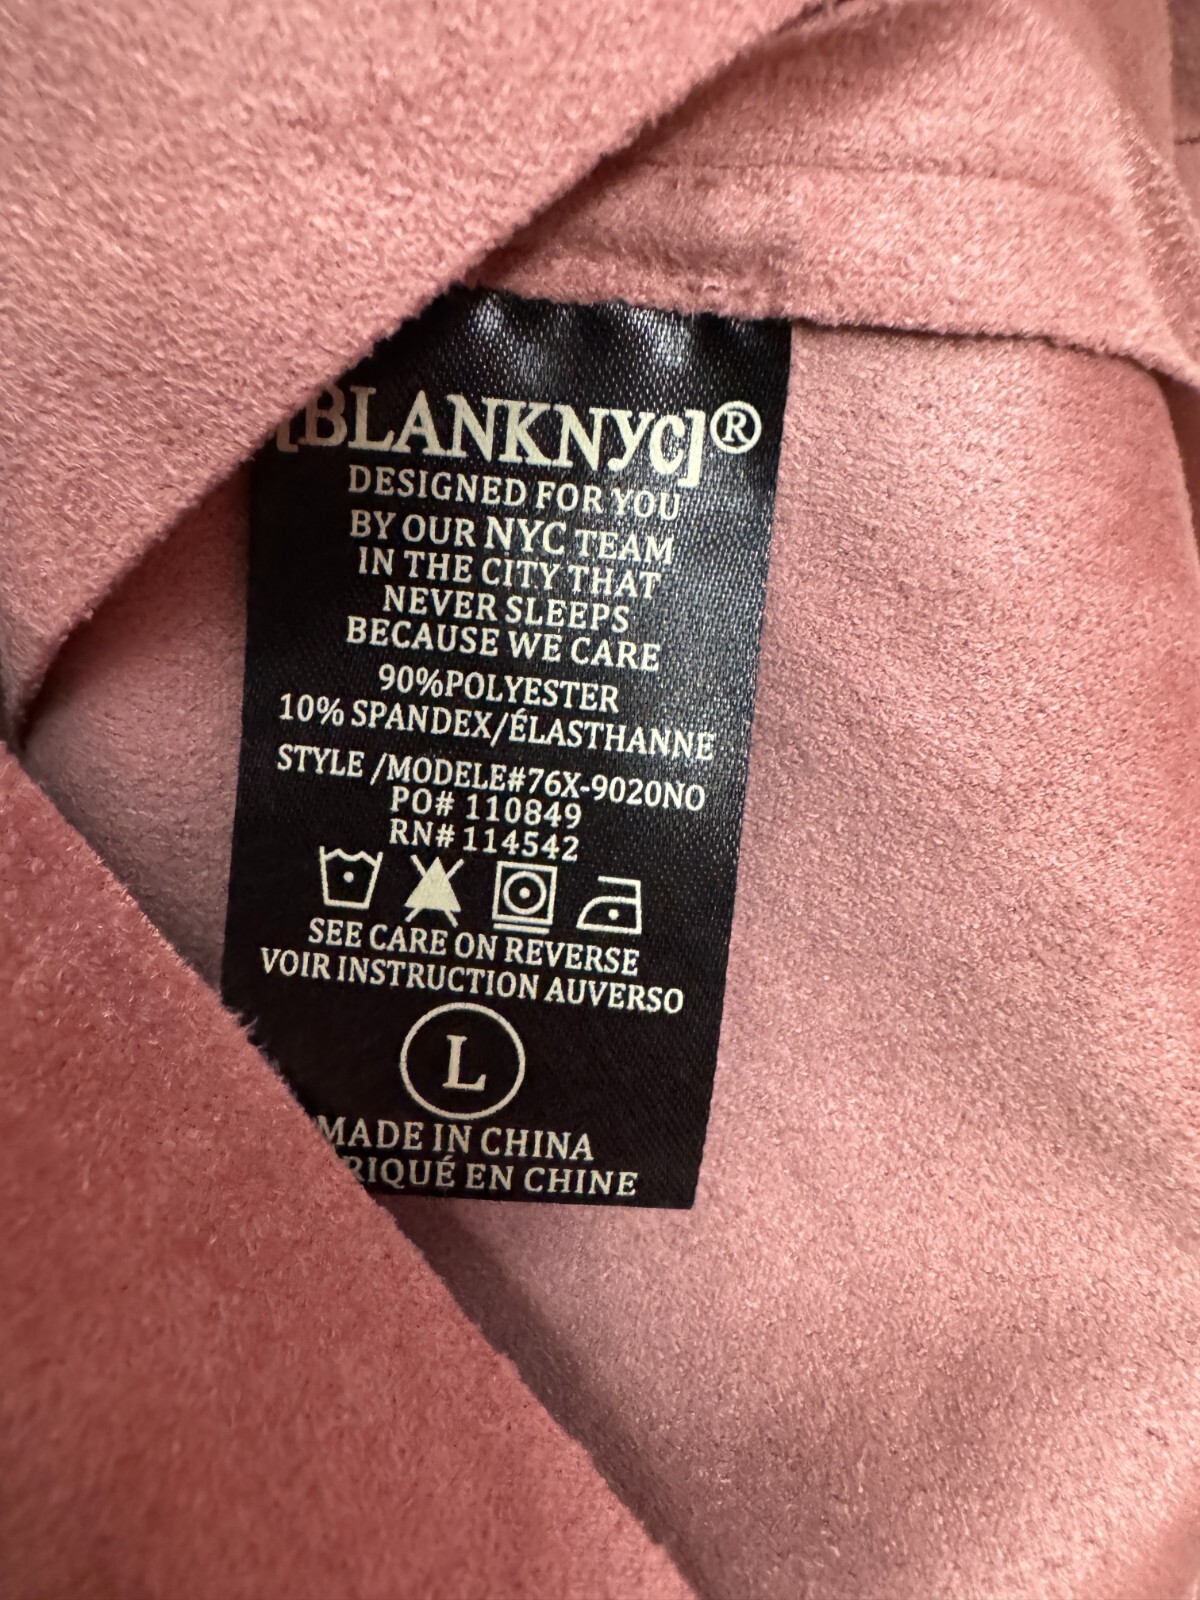 [BLANKNYC]®
DESIGNED FOR YOU
BY OUR NYC TEAM
IN THE CITY THAT
NEVER SLEEPS
BECAUSE WE CARE
90%POLYESTER
10% SPANDEX/ÉLASTHANNE
STYLE /MODELE#76X-9020NO
PO# 110849
RN# 114542
SEE CARE ON REVERSE
VOIR INSTRUCTION AUVERSO
L
MADE IN CHINA
RIQUÉ EN CHINE